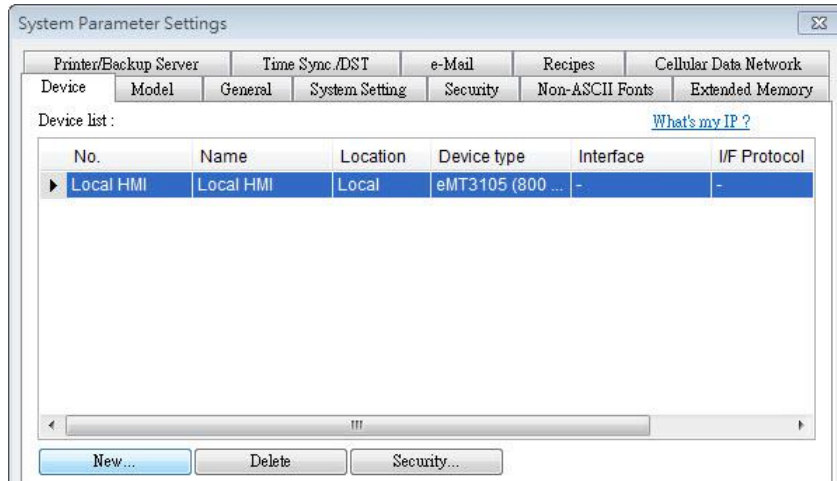 System Parameter Settings
Printer/Backup Server Time Sync./DST e-Mail Recipes Cellular Data Network
Device Model General System Setting Security Non-ASCII Fonts Extended Memory
Device list : What's my IP ?
No. Name Location Device type Interface I/F Protocol
Local HMI Local HMI Local eMT3105 (800 ... - -
New... Delete Security...